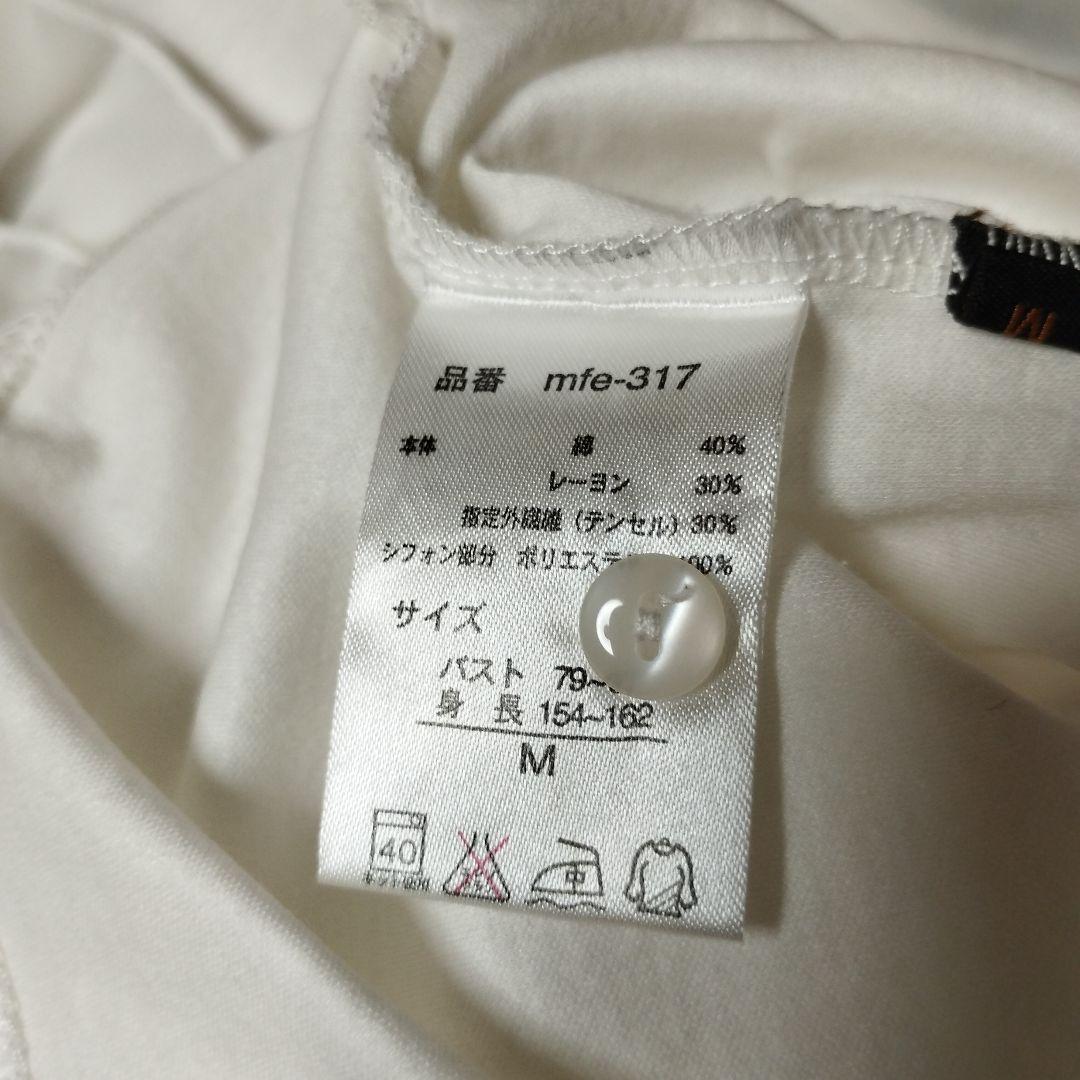 品番 mfe-317
本体 綿 40%
レーヨン 30%
指定外繊維(テンセル)30%
シフォン部分 ポリエステ 100%
サイズ
バスト 79~
身長 154~162
M
40
中
M